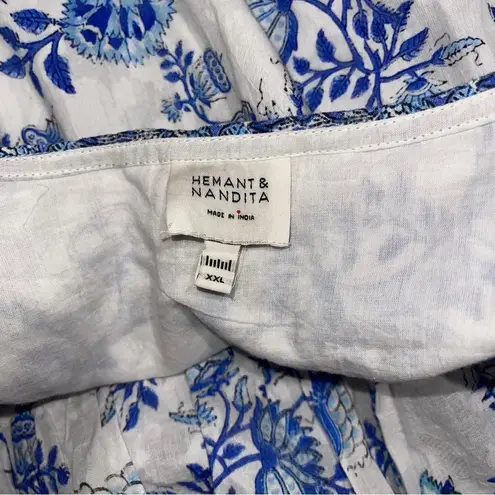 HEMANT &
NANDITA
MADE IN INDIA
XXL